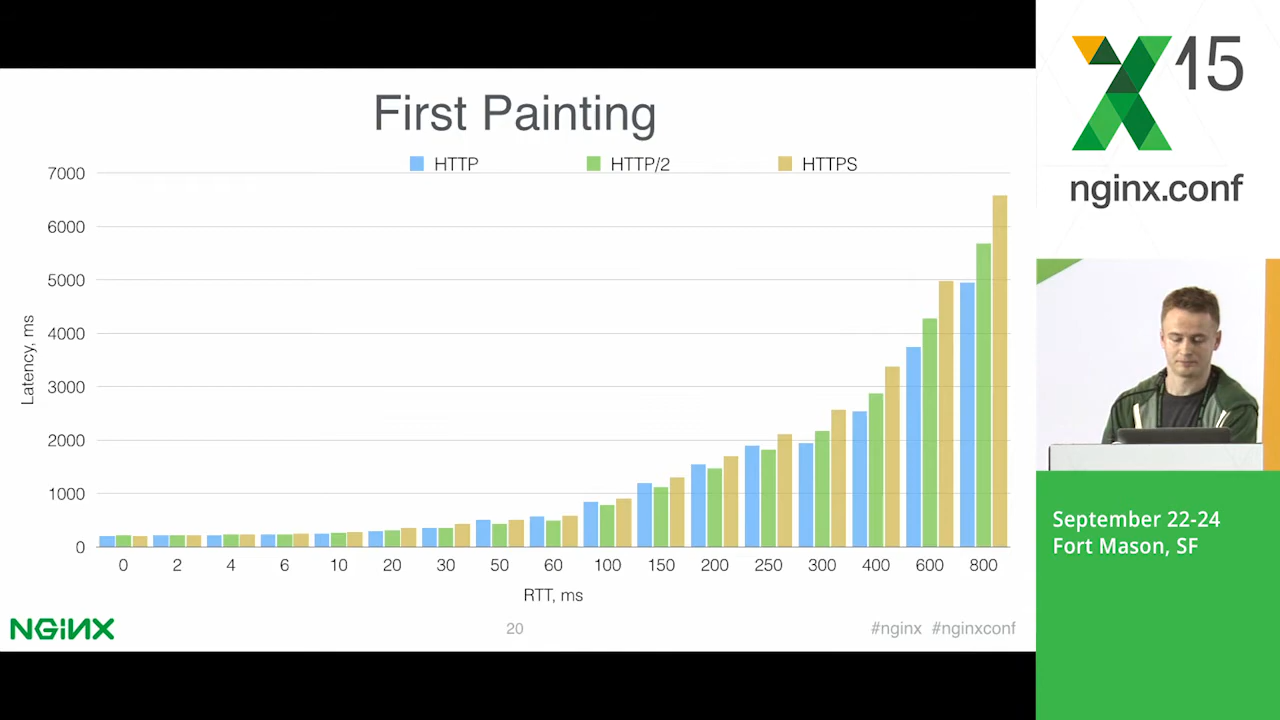 First Painting
HTTP HTTP/2 HTTPS
7000
6000
5000
4000
3000
2000
1000
0
Latency, ms
0 2 4 6 10 20 30 50 60 100 150 200 250 300 400 600 800
RTT, ms
NGINX
20
#nginx #nginxconf
X 15
nginx.conf
September 22-24
Fort Mason, SF